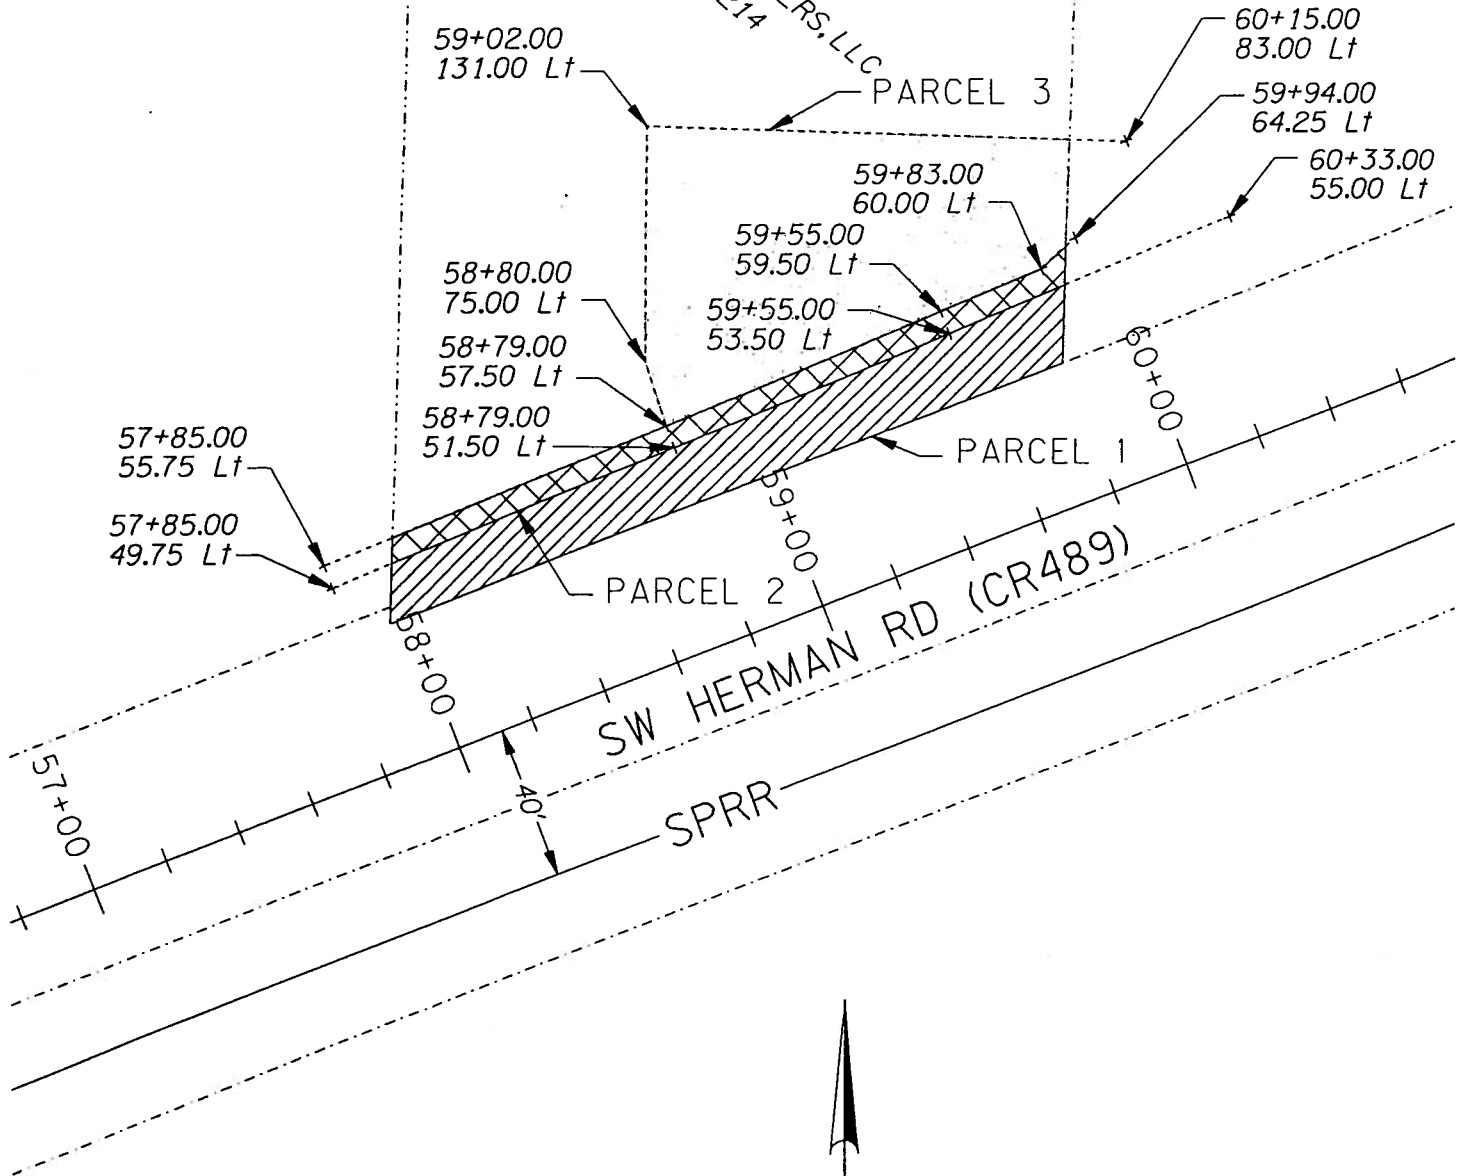 ERS, LLC
214
59+02.00
131.00 Lt
60+15.00
83.00 Lt
PARCEL 3
59+94.00
64.25 Lt
60+33.00
55.00 Lt
59+83.00
60.00 Lt
59+55.00
59.50 Lt
58+80.00
75.00 Lt
59+55.00
53.50 Lt
58+79.00
57.50 Lt
58+79.00
51.50 Lt
57+85.00
55.75 Lt
57+85.00
49.75 Lt
PARCEL 1
PARCEL 2
60+00
59+00
58+00
57+00
SW HERMAN RD (CR489)
40'
SPRR